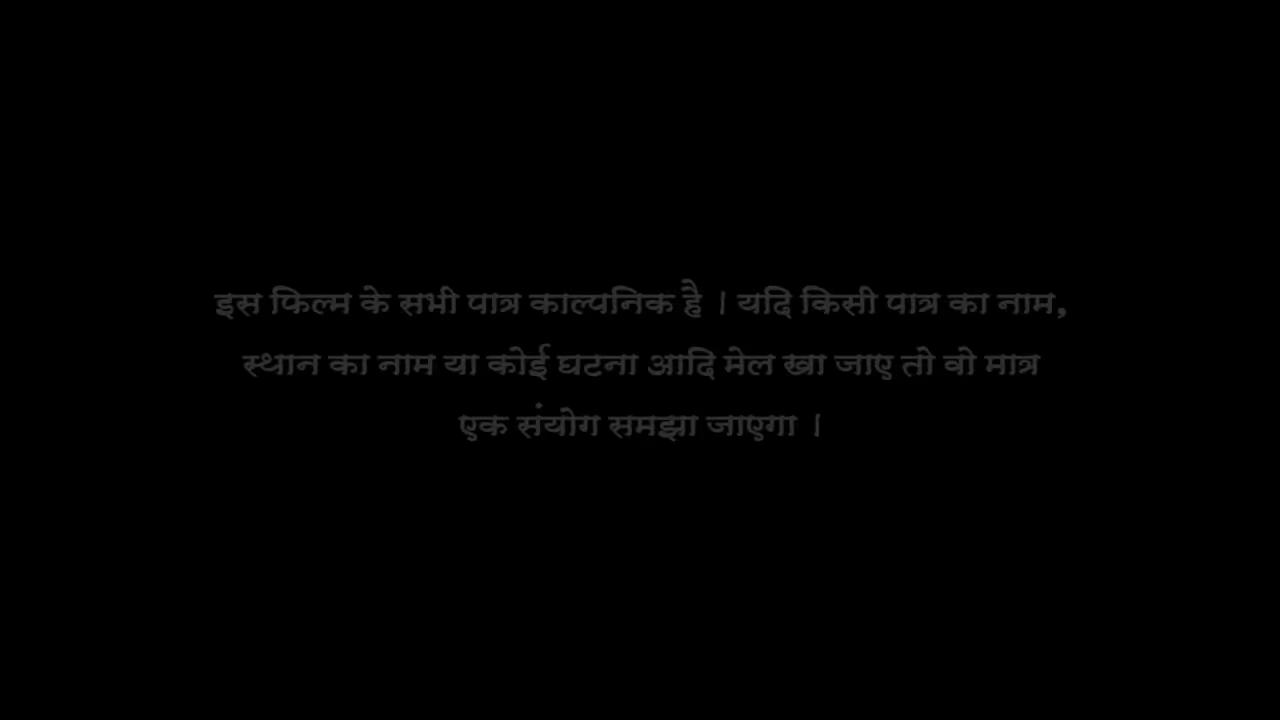 इस फिल्म के सभी पात्र काल्पनिक है । यदि किसी पात्र का नाम,
स्थान का नाम या कोई घटना आदि मेल खा जाए तो वो मात्र
एक संयोग समझा जाएगा ।